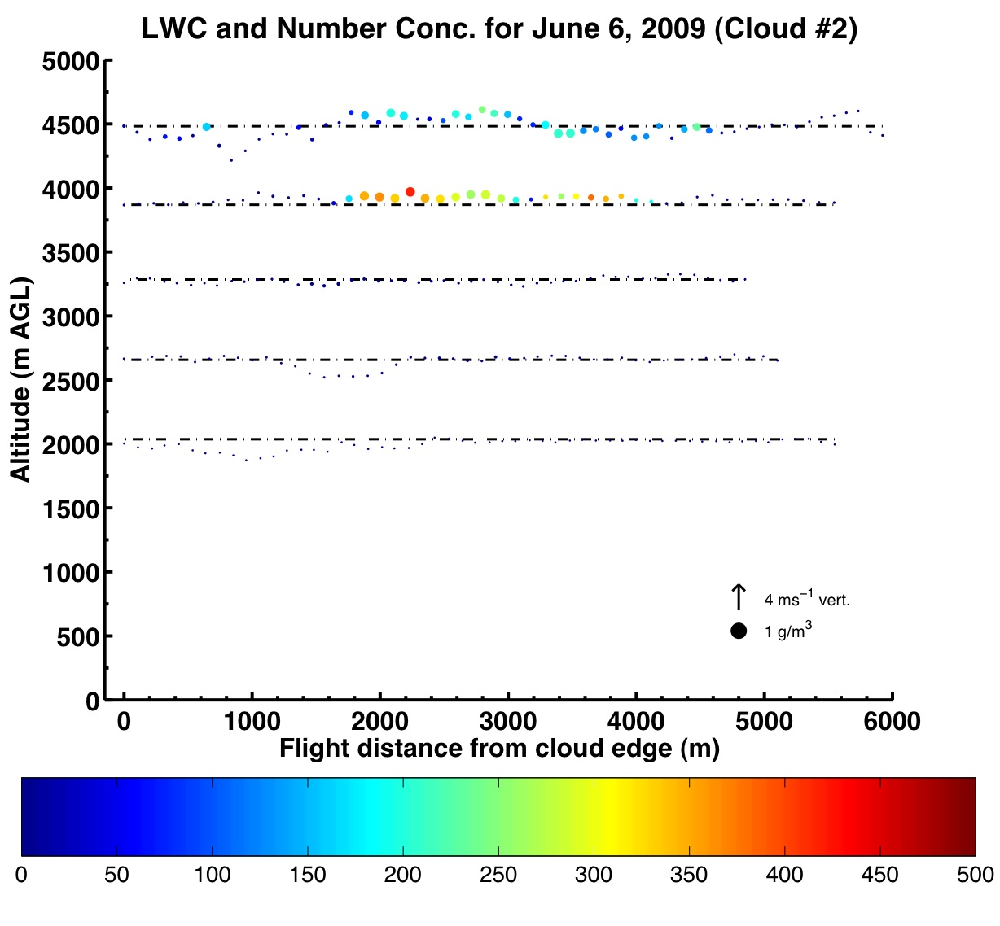 LWC and Number Conc. for June 6, 2009 (Cloud #2)
5000
4500
4000
3500
3000
2500
2000
1500
1000
500
0
Altitude (m AGL)
4 ms⁻¹ vert.
1 g/m³
0 1000 2000 3000 4000 5000 6000
Flight distance from cloud edge (m)
0 50 100 150 200 250 300 350 400 450 500